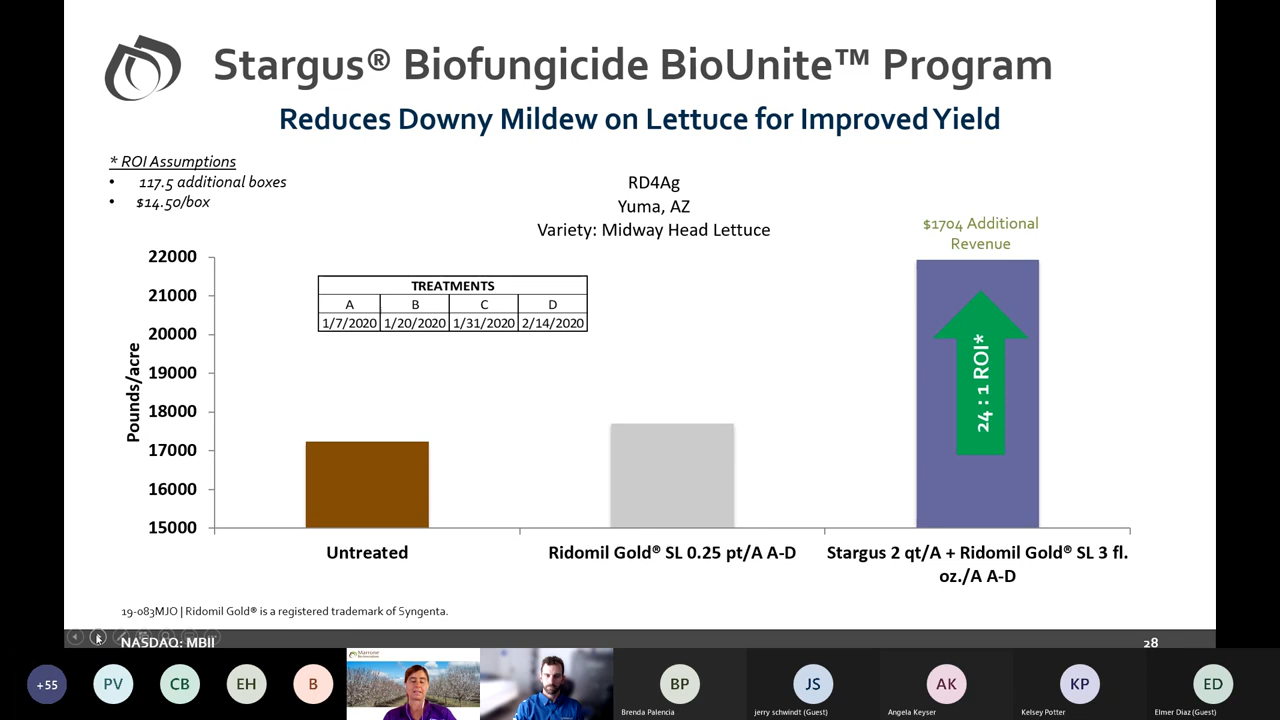 Stargus® Biofungicide BioUnite™ Program
Reduces Downy Mildew on Lettuce for Improved Yield
* ROI Assumptions
• 117.5 additional boxes
• $14.50/box
RD4Ag
Yuma, AZ
Variety: Midway Head Lettuce
$1704 Additional
Revenue
Pounds/acre
22000
21000
20000
19000
18000
17000
16000
15000
TREATMENTS
A B C D
1/7/2020 1/20/2020 1/31/2020 2/14/2020
24 : 1 ROI*
Untreated
Ridomil Gold® SL 0.25 pt/A A-D
Stargus 2 qt/A + Ridomil Gold® SL 3 fl.
oz./A A-D
19-083MJO | Ridomil Gold® is a registered trademark of Syngenta.
NASDAQ: MBII
28
+55
PV
CB
EH
B
Marrone
BP
JS
AK
KP
ED
Brenda Palencia
jerry schwindt (Guest)
Angela Keyser
Kelsey Potter
Elmer Diaz (Guest)